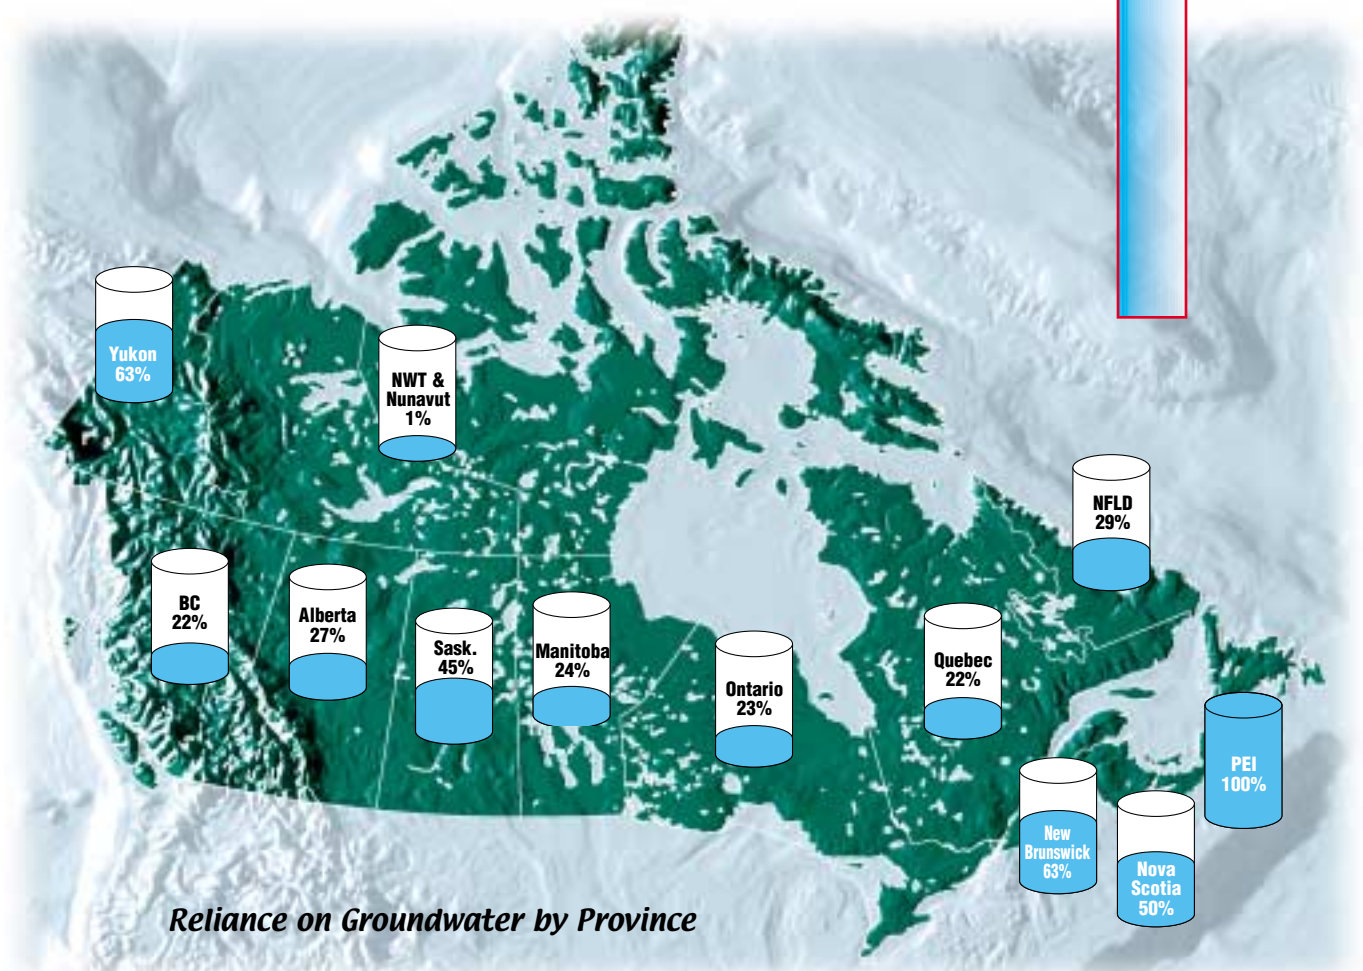 Yukon
63%
NWT &
Nunavut
1%
NFLD
29%
BC
22%
Alberta
27%
Sask.
45%
Manitoba
24%
Ontario
23%
Quebec
22%
PEI
100%
New
Brunswick
63%
Nova
Scotia
50%
Reliance on Groundwater by Province